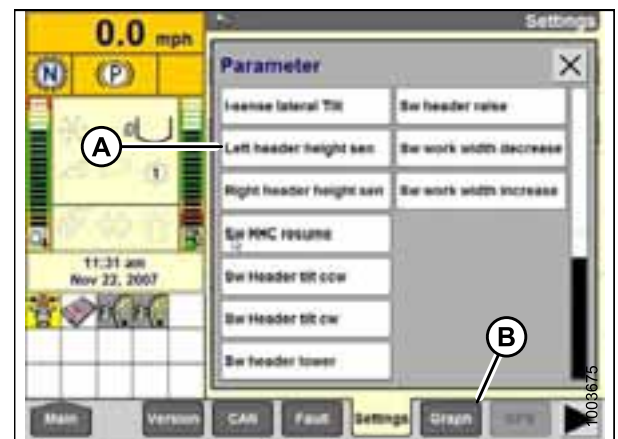 0.0 mph
Settings
N
P
Parameter
I-sense lateral Tilt
Sw header raise
A
Left header height sen
Sw work width decrease
1
Right header height sen
Sw work width increase
Sw HHC resume
11:31 am
Nov 22, 2007
Sw Header tilt ccw
Sw Header tilt cw
B
Sw header lower
Main
Version
CAN
Fault
Settings
Graph
1003675